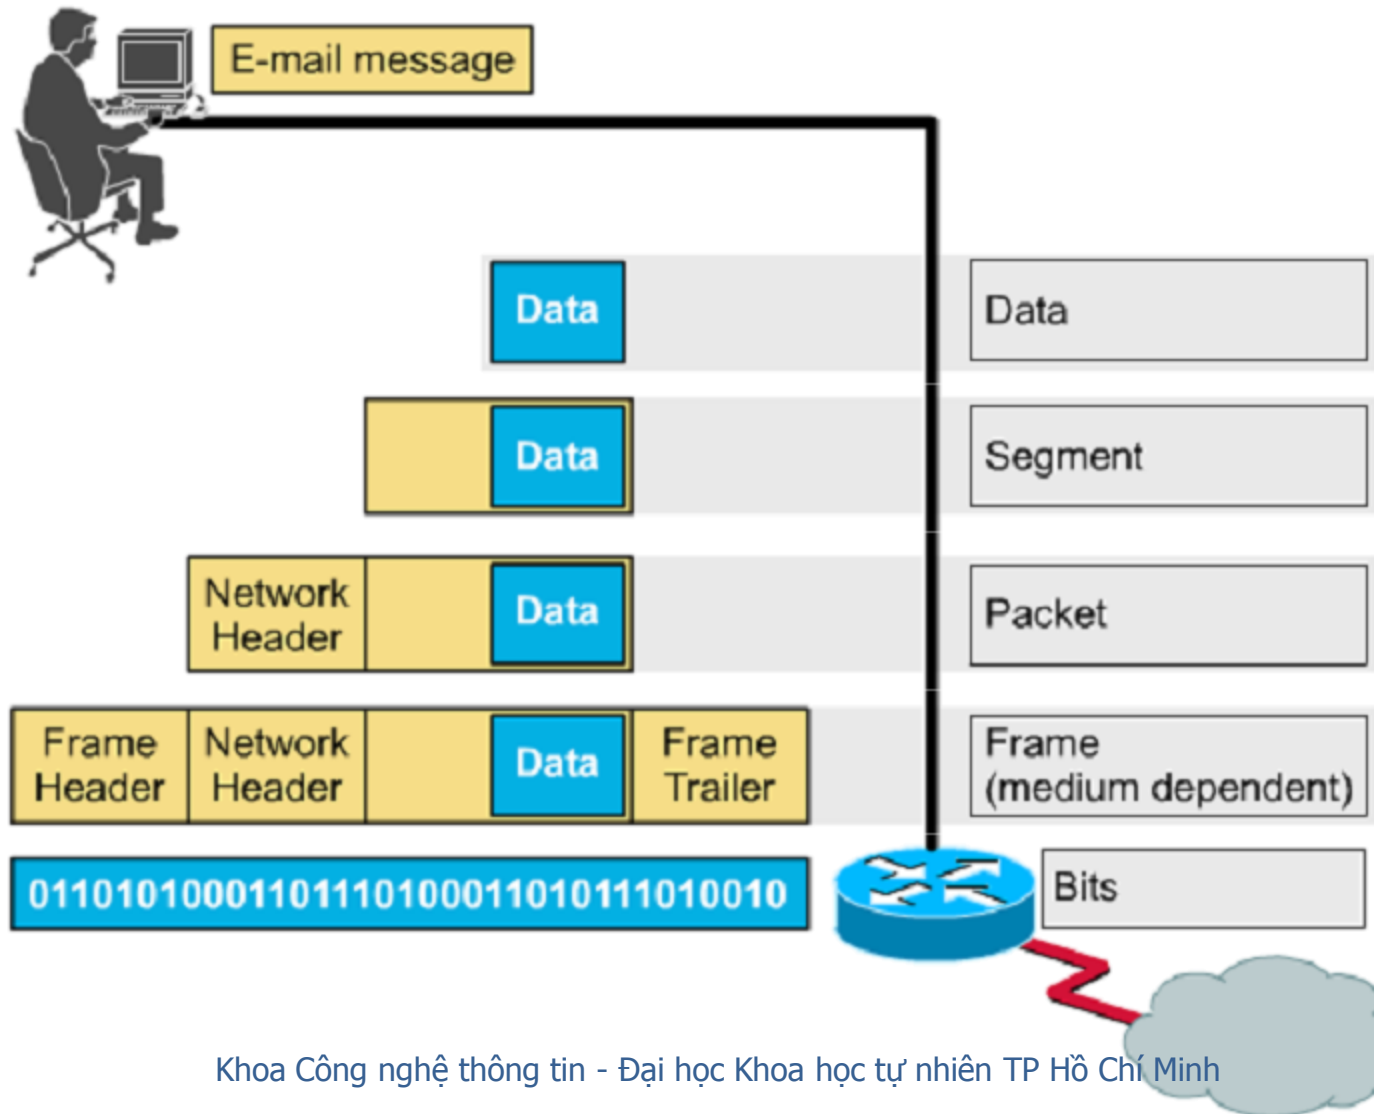 E-mail message
Data
Data
Data
Segment
Network
Header
Data
Packet
Frame
Header
Network
Header
Data
Frame
Trailer
Frame
(medium dependent)
01101010001101110100011010111010010
Bits
Khoa Công nghệ thông tin - Đại học Khoa học tự nhiên TP Hồ Chí Minh